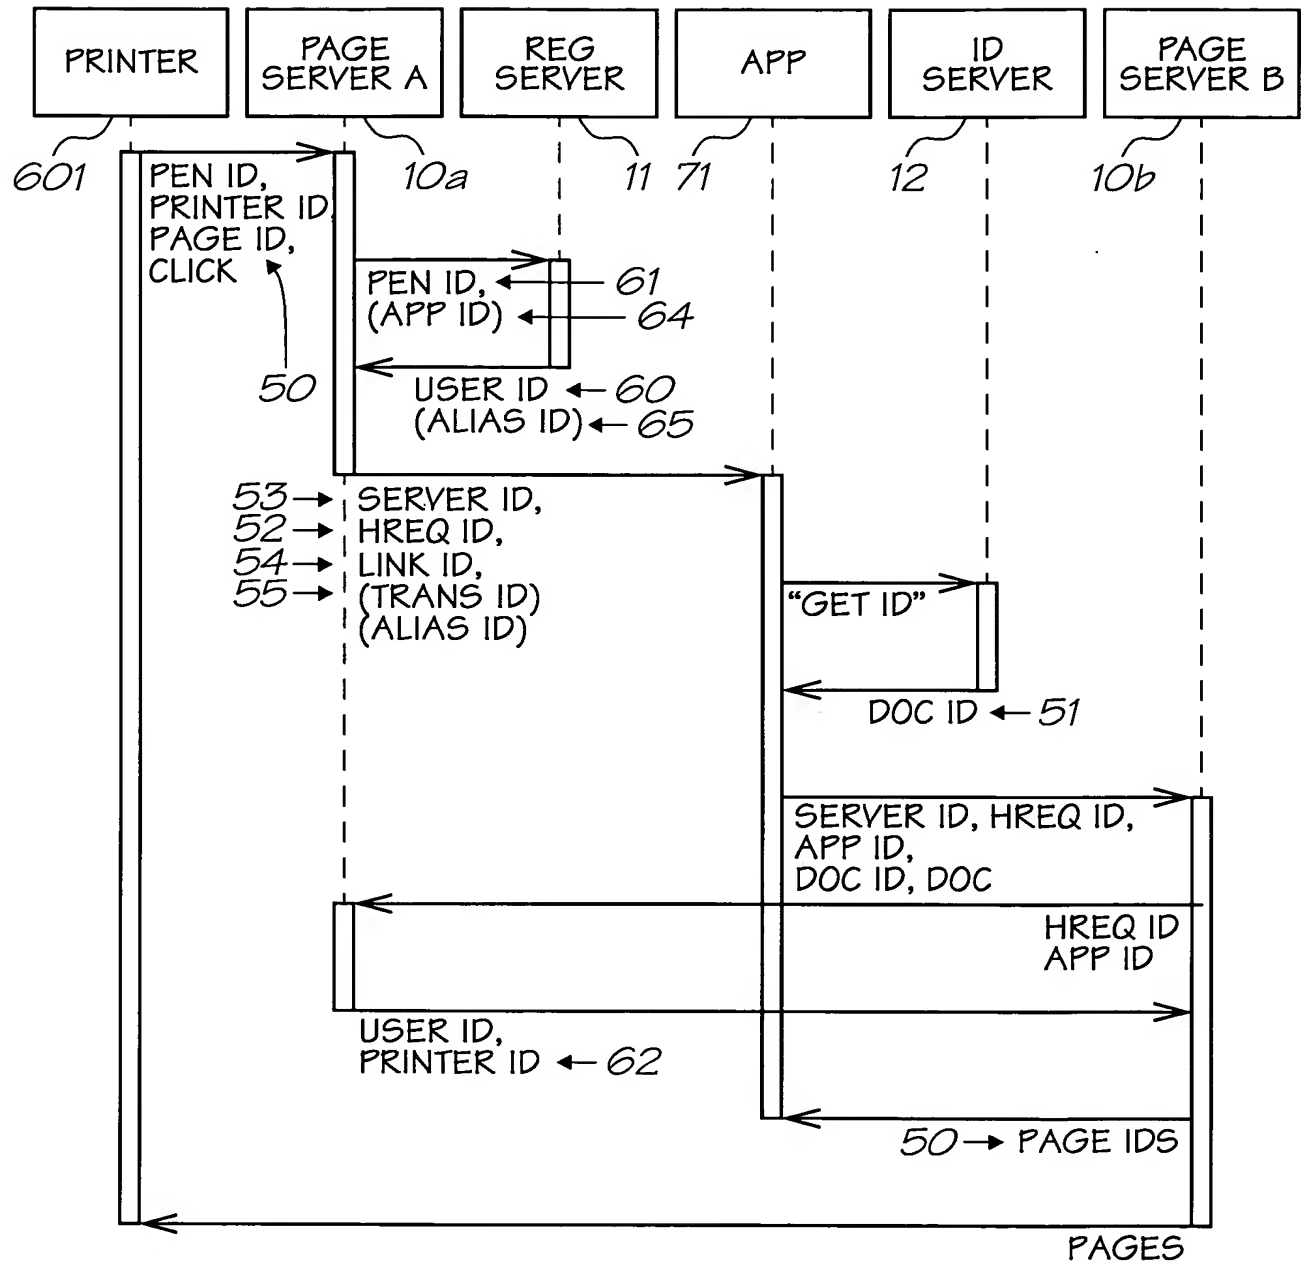 PRINTER
PAGE
SERVER A
REG
SERVER
APP
ID
SERVER
PAGE
SERVER B
601
10a
11
71
12
10b
PEN ID,
PRINTER ID
PAGE ID,
CLICK
50
PEN ID, 61
(APP ID) 64
USER ID 60
(ALIAS ID) 65
53 SERVER ID,
52 HREQ ID,
54 LINK ID,
55 (TRANS ID)
(ALIAS ID)
"GET ID"
DOC ID 51
SERVER ID, HREQ ID,
APP ID,
DOC ID, DOC
HREQ ID
APP ID
USER ID,
PRINTER ID 62
50 PAGE IDS
PAGES